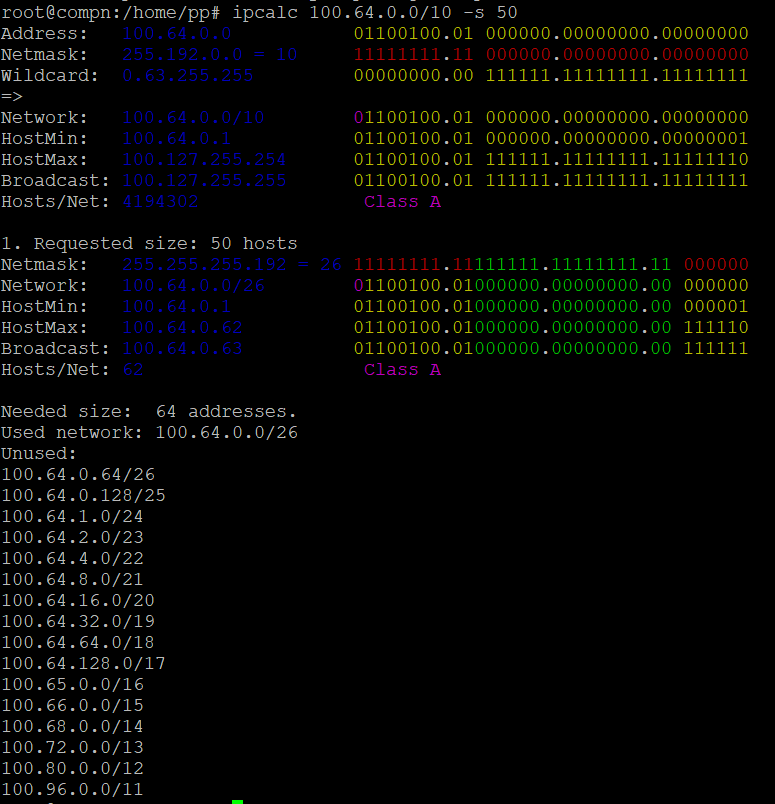 root@compn:/home/pp# ipcalc 100.64.0.0/10 -s 50
Address:   100.64.0.0           01100100.01 000000.00000000.00000000
Netmask:   255.192.0.0 = 10     11111111.11 000000.00000000.00000000
Wildcard:  0.63.255.255         00000000.00 111111.11111111.11111111
=>
Network:   100.64.0.0/10        01100100.01 000000.00000000.00000000
HostMin:   100.64.0.1           01100100.01 000000.00000000.00000001
HostMax:   100.127.255.254      01100100.01 111111.11111111.11111110
Broadcast: 100.127.255.255      01100100.01 111111.11111111.11111111
Hosts/Net: 4194302               Class A
1. Requested size: 50 hosts
Netmask:   255.255.255.192 = 26 11111111.11111111.11111111.11 000000
Network:   100.64.0.0/26        01100100.01000000.00000000.00 000000
HostMin:   100.64.0.1           01100100.01000000.00000000.00 000001
HostMax:   100.64.0.62          01100100.01000000.00000000.00 111110
Broadcast: 100.64.0.63          01100100.01000000.00000000.00 111111
Hosts/Net: 62                    Class A
Needed size:  64 addresses.
Used network: 100.64.0.0/26
Unused:
100.64.0.64/26
100.64.0.128/25
100.64.1.0/24
100.64.2.0/23
100.64.4.0/22
100.64.8.0/21
100.64.16.0/20
100.64.32.0/19
100.64.64.0/18
100.64.128.0/17
100.65.0.0/16
100.66.0.0/15
100.68.0.0/14
100.72.0.0/13
100.80.0.0/12
100.96.0.0/11